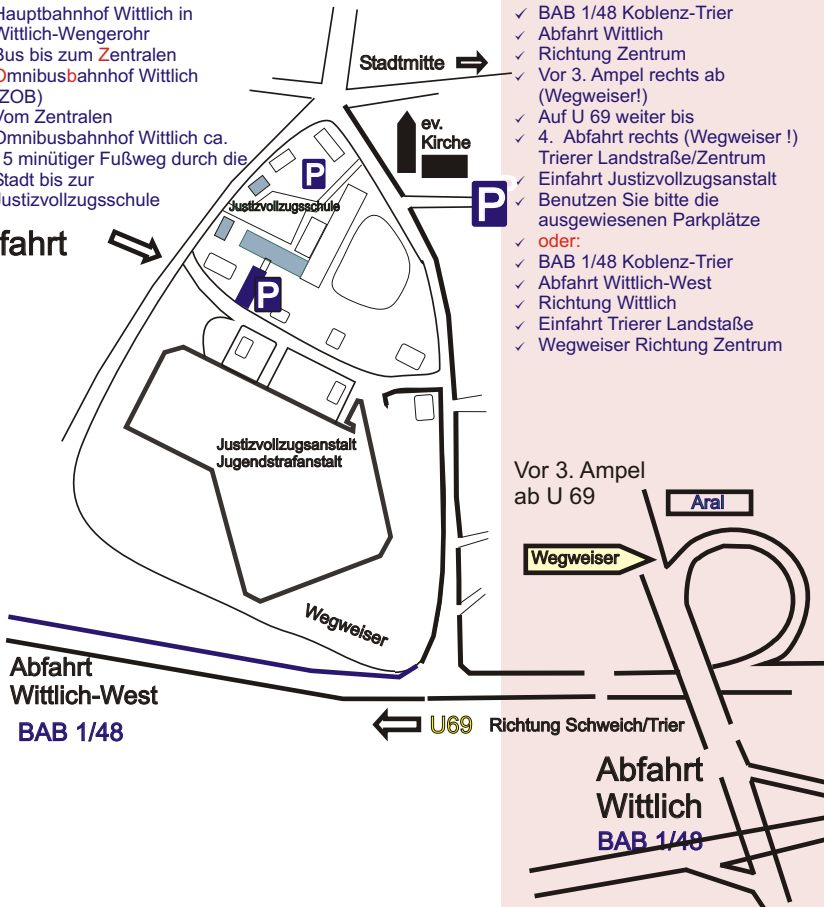 Hauptbahnhof Wittlich in
Wittlich-Wengerohr
Bus bis zum Zentralen
Omnibusbahnhof Wittlich
ZOB)
Vom Zentralen
Omnibusbahnhof Wittlich ca.
5 minütiger Fußweg durch die
Stadt bis zur
Justizvollzugsschule
fahrt
Stadtmitte
ev.
Kirche
P
Justizvollzugsschule
P
P
Justizvollzugsanstalt
Jugendstrafanstalt
Wegweiser
Abfahrt
Wittlich-West
BAB 1/48
U69 Richtung Schweich/Trier
✓ BAB 1/48 Koblenz-Trier
✓ Abfahrt Wittlich
✓ Richtung Zentrum
✓ Vor 3. Ampel rechts ab
(Wegweiser!)
✓ Auf U 69 weiter bis
✓ 4. Abfahrt rechts (Wegweiser !)
Trierer Landstraße/Zentrum
✓ Einfahrt Justizvollzugsanstalt
✓ Benutzen Sie bitte die
ausgewiesenen Parkplätze
✓ oder:
✓ BAB 1/48 Koblenz-Trier
✓ Abfahrt Wittlich-West
✓ Richtung Wittlich
✓ Einfahrt Trierer Landstaße
✓ Wegweiser Richtung Zentrum
Vor 3. Ampel
ab U 69
Aral
Wegweiser
Abfahrt
Wittlich
BAB 1/48